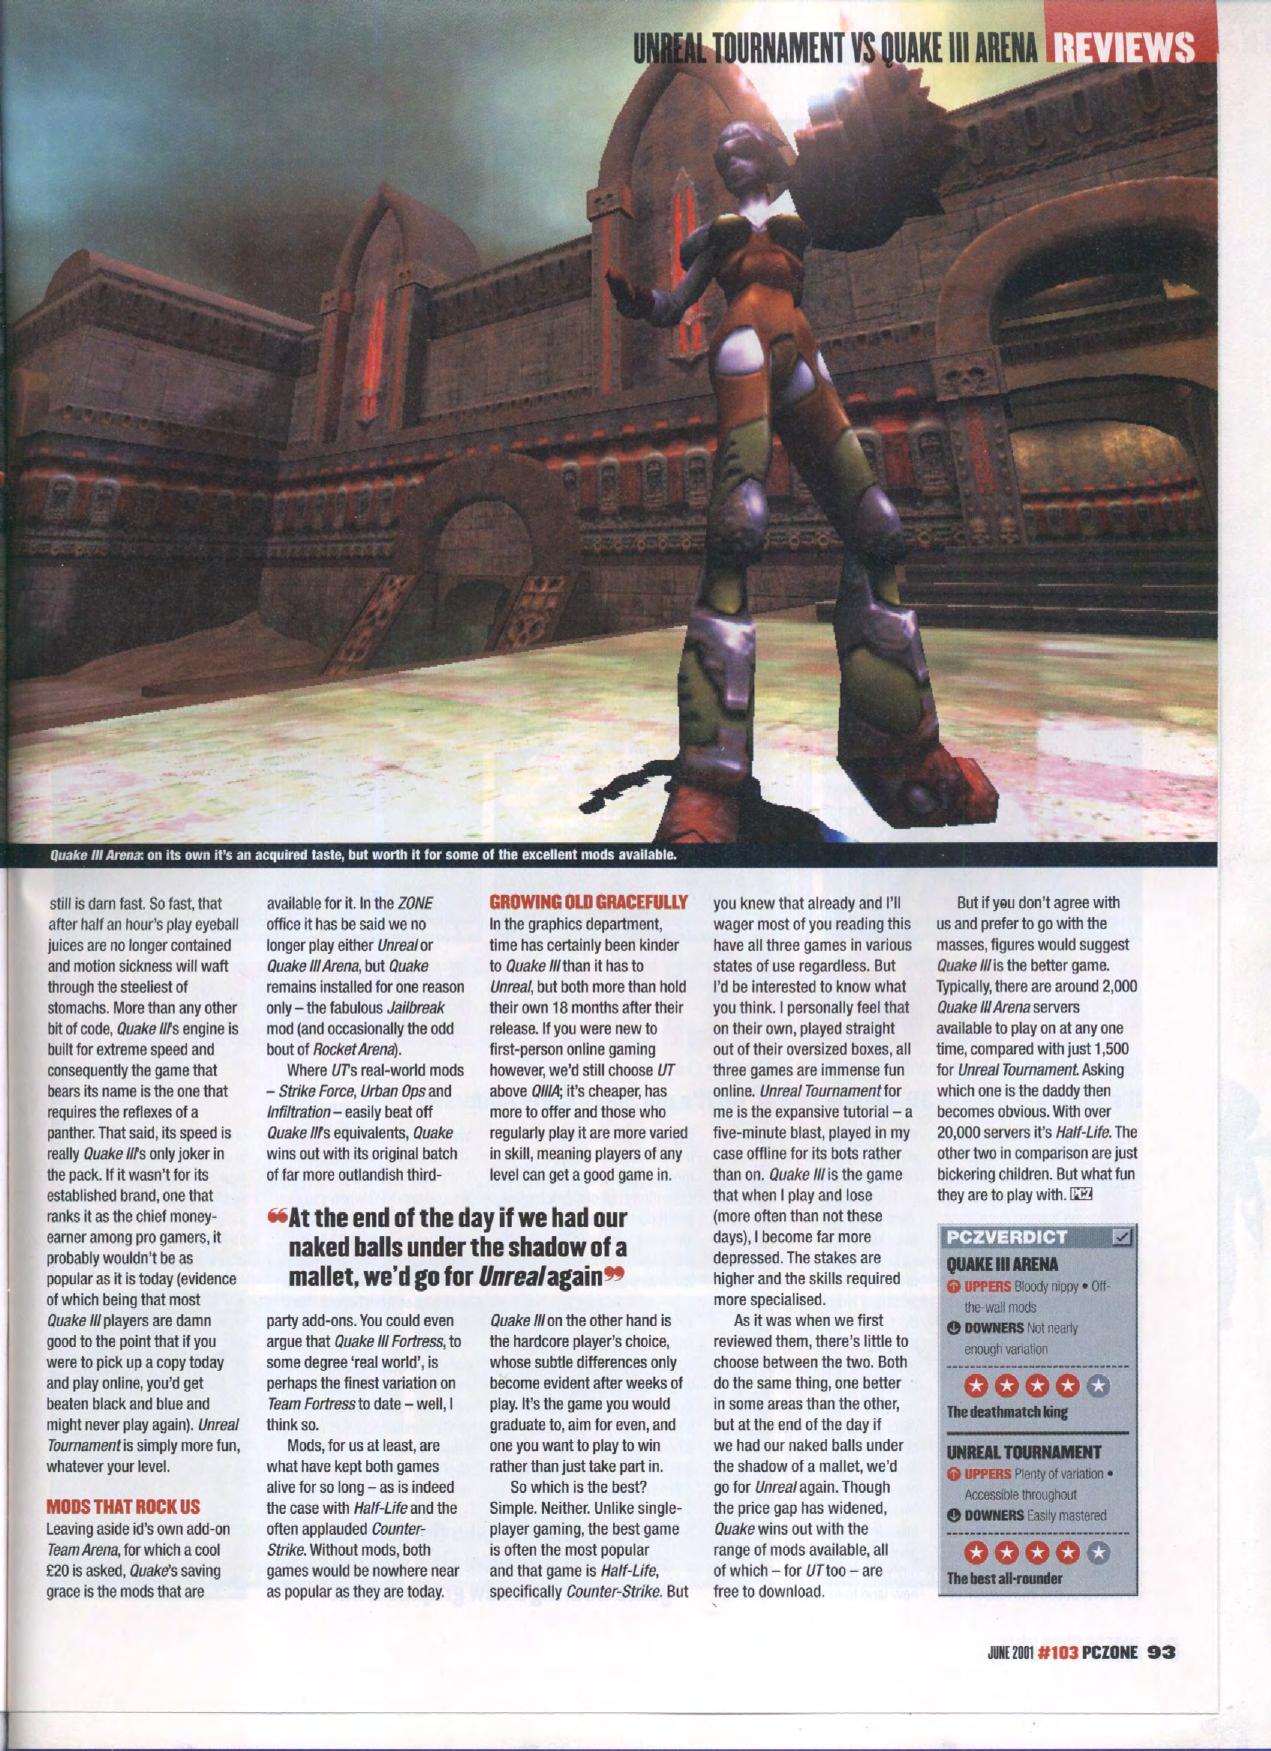 UNREAL TOURNAMENT VS QUAKE III ARENA REVIEWS
Quake III Arena: on its own it's an acquired taste, but worth it for some of the excellent mods available.
still is darn fast. So fast, that
after half an hour's play eyeball
juices are no longer contained
and motion sickness will waft
through the steeliest of
stomachs. More than any other
bit of code, Quake III's engine is
built for extreme speed and
consequently the game that
bears its name is the one that
requires the reflexes of a
panther. That said, its speed is
really Quake III's only joker in
the pack. If it wasn't for its
established brand, one that
ranks it as the chief money-
earner among pro gamers, it
probably wouldn't be as
popular as it is today (evidence
of which being that most
Quake III players are damn
good to the point that if you
were to pick up a copy today
and play online, you'd get
beaten black and blue and
might never play again). Unreal
Tournament is simply more fun,
whatever your level.
MODS THAT ROCK US
Leaving aside id's own add-on
Team Arena, for which a cool
£20 is asked, Quake's saving
grace is the mods that are
available for it. In the ZONE
office it has be said we no
longer play either Unreal or
Quake III Arena, but Quake
remains installed for one reason
only – the fabulous Jailbreak
mod (and occasionally the odd
bout of Rocket Arena).
Where UT's real-world mods
– Strike Force, Urban Ops and
Infiltration – easily beat off
Quake III's equivalents, Quake
wins out with its original batch
of far more outlandish third-
party add-ons. You could even
argue that Quake III Fortress, to
some degree 'real world', is
perhaps the finest variation on
Team Fortress to date – well, I
think so.
Mods, for us at least, are
what have kept both games
alive for so long – as is indeed
the case with Half-Life and the
often applauded Counter-
Strike. Without mods, both
games would be nowhere near
as popular as they are today.
GROWING OLD GRACEFULLY
In the graphics department,
time has certainly been kinder
to Quake III than it has to
Unreal, but both more than hold
their own 18 months after their
release. If you were new to
first-person online gaming
however, we'd still choose UT
above QIIIA; it's cheaper, has
more to offer and those who
regularly play it are more varied
in skill, meaning players of any
level can get a good game in.
“At the end of the day if we had our
naked balls under the shadow of a
mallet, we'd go for Unreal again”
Quake III on the other hand is
the hardcore player's choice,
whose subtle differences only
become evident after weeks of
play. It's the game you would
graduate to, aim for even, and
one you want to play to win
rather than just take part in.
So which is the best?
Simple. Neither. Unlike single-
player gaming, the best game
is often the most popular
and that game is Half-Life,
specifically Counter-Strike. But
you knew that already and I'll
wager most of you reading this
have all three games in various
states of use regardless. But
I'd be interested to know what
you think. I personally feel that
on their own, played straight
out of their oversized boxes, all
three games are immense fun
online. Unreal Tournament for
me is the expansive tutorial – a
five-minute blast, played in my
case offline for its bots rather
than on. Quake III is the game
that when I play and lose
(more often than not these
days), I become far more
depressed. The stakes are
higher and the skills required
more specialised.
As it was when we first
reviewed them, there's little to
choose between the two. Both
do the same thing, one better
in some areas than the other,
but at the end of the day if
we had our naked balls under
the shadow of a mallet, we'd
go for Unreal again. Though
the price gap has widened,
Quake wins out with the
range of mods available, all
of which – for UT too – are
free to download.
But if you don't agree with
us and prefer to go with the
masses, figures would suggest
Quake III is the better game.
Typically, there are around 2,000
Quake III Arena servers
available to play on at any one
time, compared with just 1,500
for Unreal Tournament. Asking
which one is the daddy then
becomes obvious. With over
20,000 servers it's Half-Life. The
other two in comparison are just
bickering children. But what fun
they are to play with. PCZ
PCZVERDICT
QUAKE III ARENA
UPPERS Bloody nippy • Off-
the-wall mods
DOWNERS Not nearly
enough variation
The deathmatch king
UNREAL TOURNAMENT
UPPERS Plenty of variation •
Accessible throughout
DOWNERS Easily mastered
The best all-rounder
JUNE 2001 #103 PCZONE 93